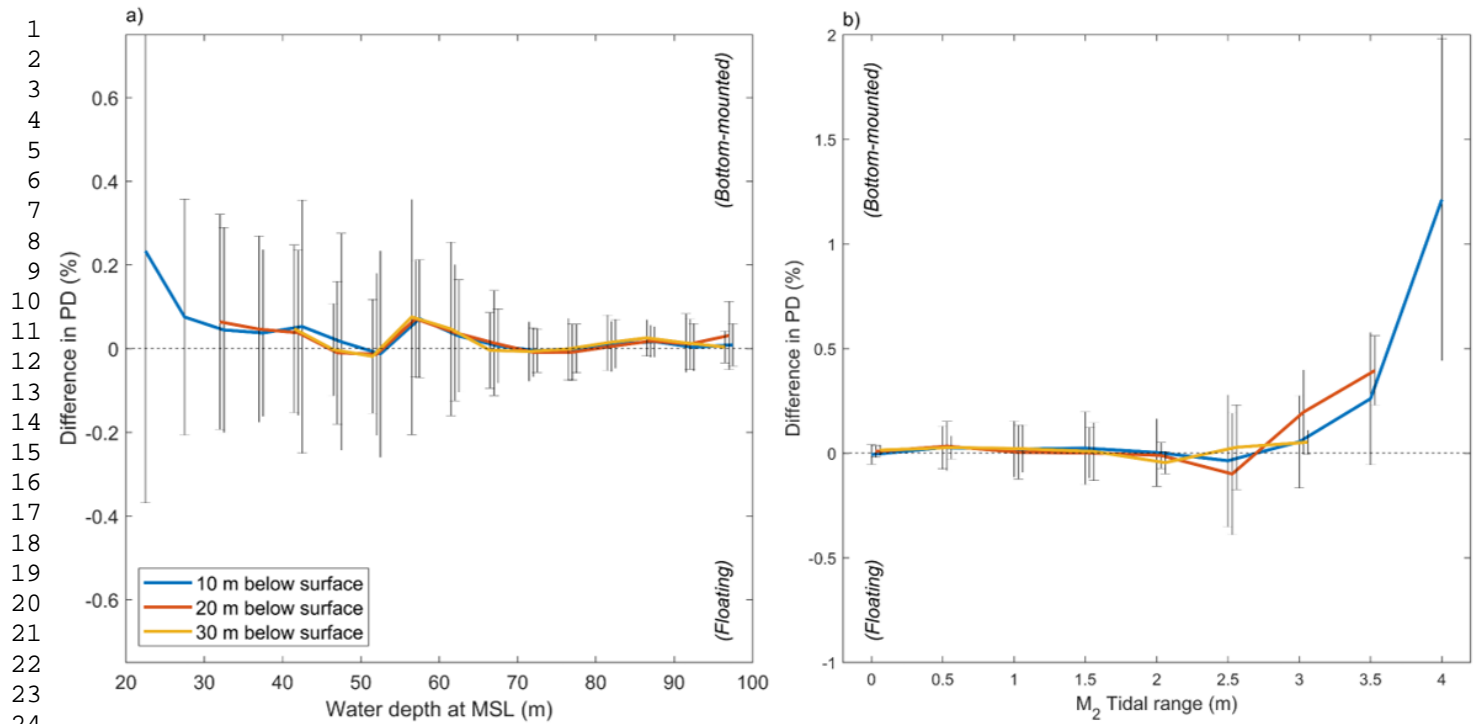 1
2
3
4
5
6
7
8
9
10
11
12
13
14
15
16
17
18
19
20
21
22
23
24
a)
Difference in PD (%)
0.6
0.4
0.2
0
-0.2
-0.4
-0.6
(Bottom-mounted)
(Floating)
10 m below surface
20 m below surface
30 m below surface
20 30 40 50 60 70 80 90 100
Water depth at MSL (m)
b)
Difference in PD (%)
2
1.5
1
0.5
0
-0.5
-1
(Bottom-mounted)
(Floating)
0 0.5 1 1.5 2 2.5 3 3.5 4
M2 Tidal range (m)